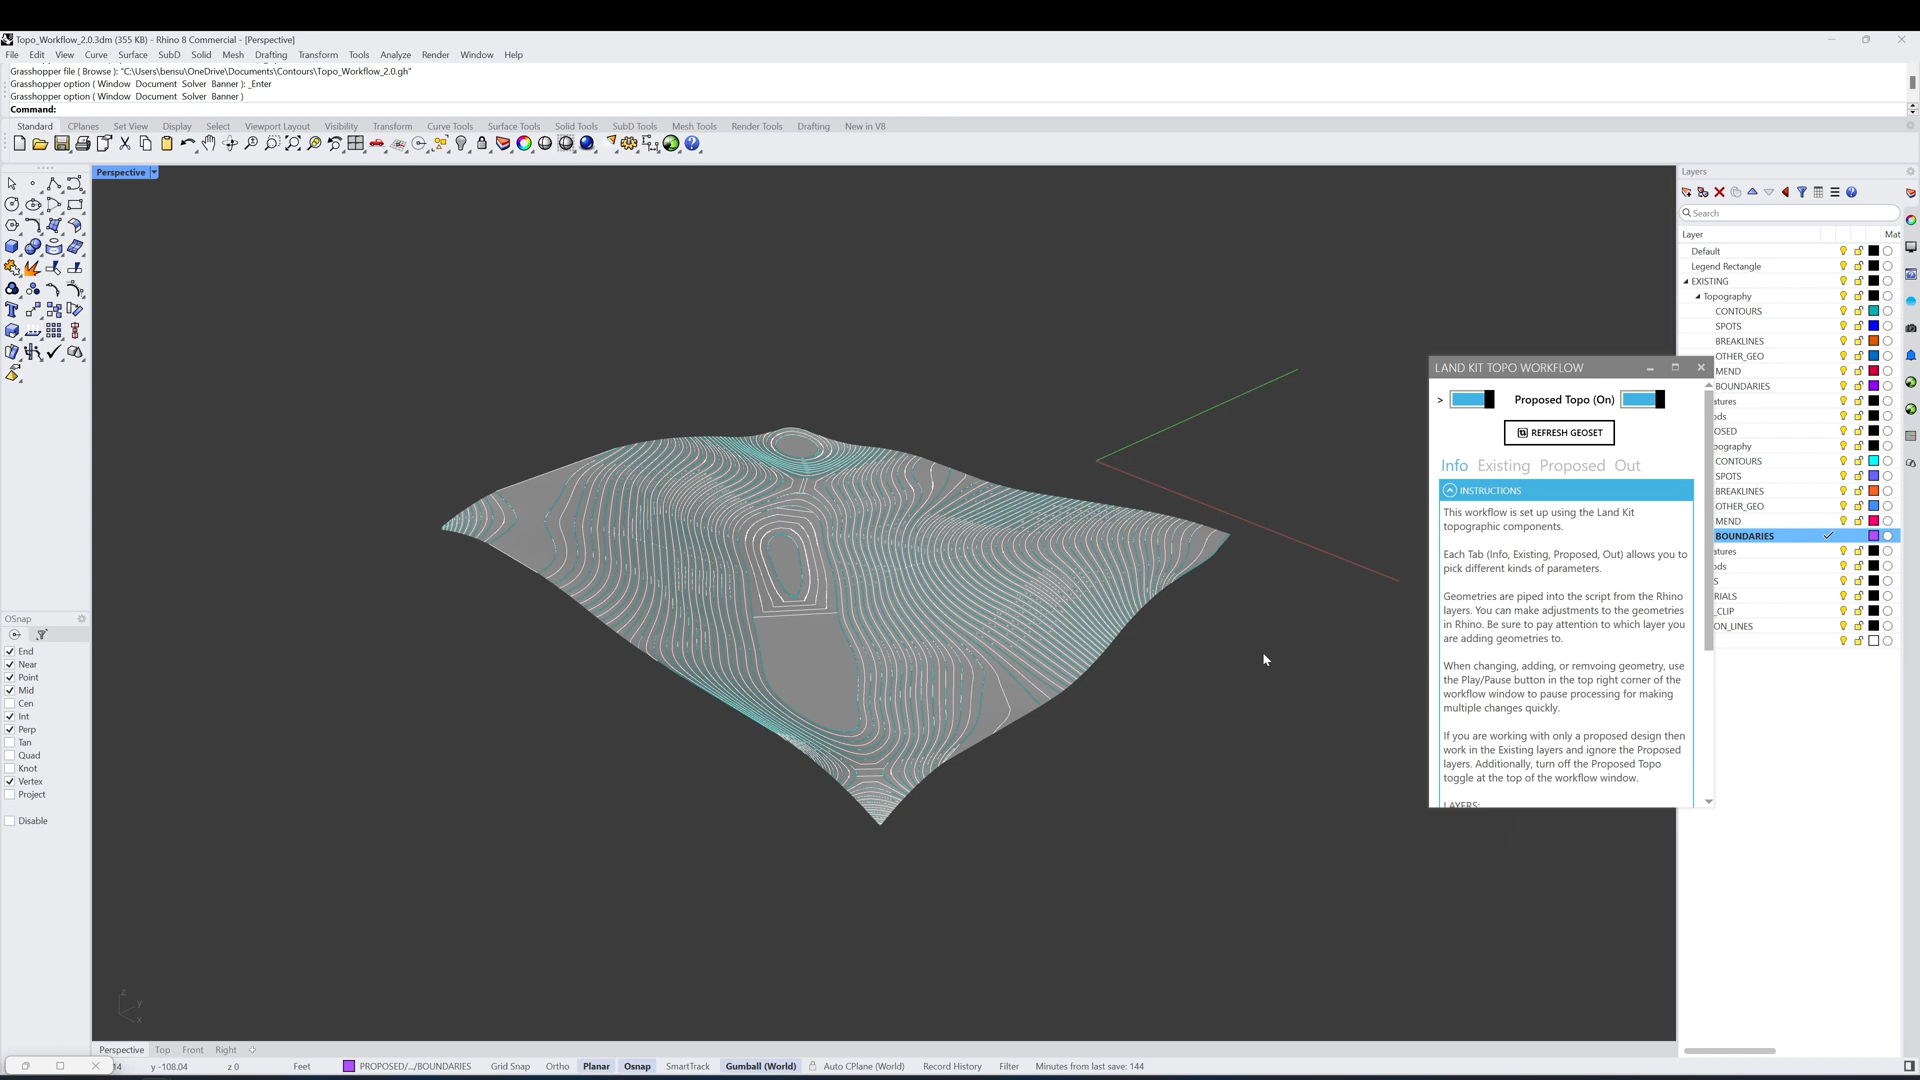 Topo_Workflow_2.0.3dm (355 KB) - Rhino 8 Commercial - [Perspective]
File Edit View Curve Surface SubD Solid Mesh Drafting Transform Tools Analyze Render Window Help
Grasshopper file ( Browse ): "C:\Users\bensu\OneDrive\Documents\Contours\Topo_Workflow_2.0.gh"
Grasshopper option ( Window Document Solver Banner ): _Enter
Grasshopper option ( Window Document Solver Banner )
Command:
Standard CPlanes Set View Display Select Viewport Layout Visibility Transform Curve Tools Surface Tools Solid Tools SubD Tools Mesh Tools Render Tools Drafting New in V8
Perspective
OSnap
End
Near
Point
Mid
Cen
Int
Perp
Tan
Quad
Knot
Vertex
Project
Disable
z
y
x
Layers
Search
Layer Mat
Default
Legend Rectangle
EXISTING
Topography
CONTOURS
SPOTS
BREAKLINES
OTHER_GEO
MEND
BOUNDARIES
atures
ods
OSED
pography
CONTOURS
SPOTS
BREAKLINES
OTHER_GEO
MEND
BOUNDARIES
atures
ods
S
RIALS
_CLIP
ON_LINES
LAND KIT TOPO WORKFLOW
> Proposed Topo (On)
REFRESH GEOSET
Info Existing Proposed Out
INSTRUCTIONS
This workflow is set up using the Land Kit
topographic components.
Each Tab (Info, Existing, Proposed, Out) allows you to
pick different kinds of parameters.
Geometries are piped into the script from the Rhino
layers. You can make adjustments to the geometries
in Rhino. Be sure to pay attention to which layer you
are adding geometries to.
When changing, adding, or remvoing geometry, use
the Play/Pause button in the top right corner of the
workflow window to pause processing for making
multiple changes quickly.
If you are working with only a proposed design then
work in the Existing layers and ignore the Proposed
layers. Additionally, turn off the Proposed Topo
toggle at the top of the workflow window.
LAYERS:
Perspective Top Front Right
14 y -108.04 z 0 Feet PROPOSED/.../BOUNDARIES Grid Snap Ortho Planar Osnap SmartTrack Gumball (World) Auto CPlane (World) Record History Filter Minutes from last save: 144